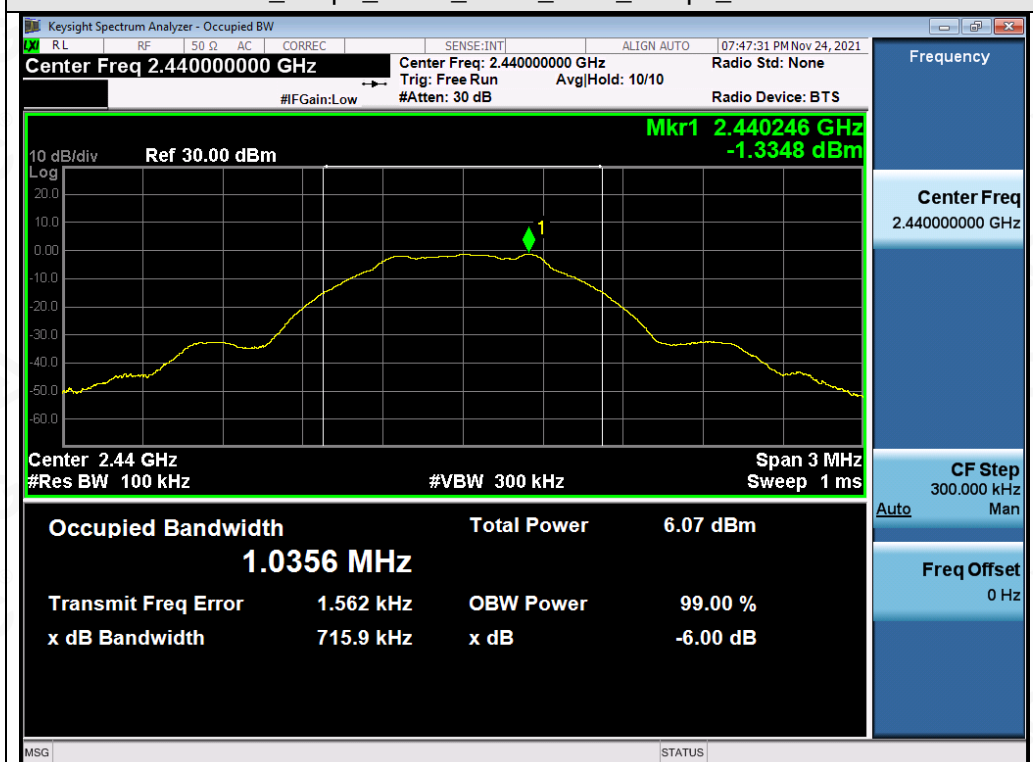 Keysight Spectrum Analyzer - Occupied BW
LXI RL RF 50 Ω AC CORREC SENSE:INT ALIGN AUTO 07:47:31 PM Nov 24, 2021
Center Freq 2.440000000 GHz
Center Freq: 2.440000000 GHz
Radio Std: None
Trig: Free Run Avg|Hold: 10/10
#IFGain:Low
#Atten: 30 dB
Radio Device: BTS
Mkr1 2.440246 GHz
-1.3348 dBm
10 dB/div Ref 30.00 dBm
Log
20.0
10.0
1
0.00
-10.0
-20.0
-30.0
-40.0
-50.0
-60.0
Center 2.44 GHz Span 3 MHz
#Res BW 100 kHz #VBW 300 kHz Sweep 1 ms
Occupied Bandwidth Total Power 6.07 dBm
1.0356 MHz
Transmit Freq Error 1.562 kHz OBW Power 99.00 %
x dB Bandwidth 715.9 kHz x dB -6.00 dB
Frequency
Center Freq
2.440000000 GHz
CF Step
300.000 kHz
Auto Man
Freq Offset
0 Hz
MSG STATUS